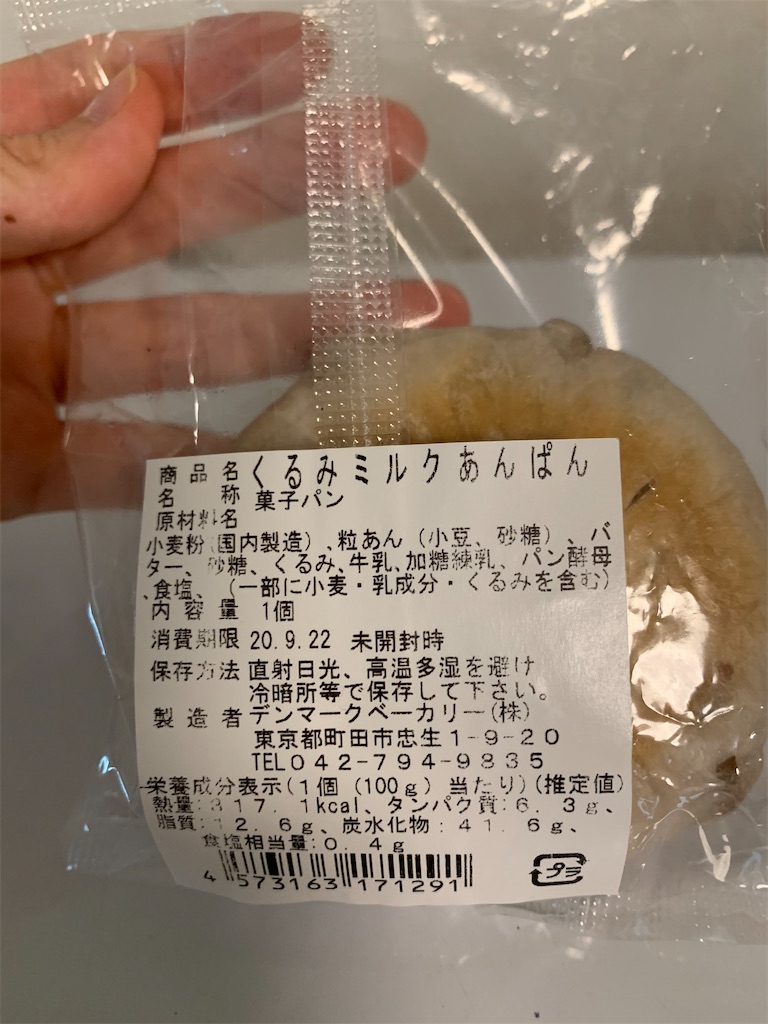 商品名 くるみミルクあんぱん
名称 菓子パン
原材料名
小麦粉(国内製造)、粒あん(小豆、砂糖)、バ
ター、砂糖、くるみ、牛乳、加糖練乳、パン酵母
、食塩、(一部に小麦・乳成分・くるみを含む)
内容量 1個
消費期限 20.9.22 未開封時
保存方法 直射日光、高温多湿を避け
冷暗所等で保存して下さい。
製造者 デンマークベーカリー(株)
東京都町田市忠生1-9-20
TEL042-794-9835
栄養成分表示(1個(100g)当たり)(推定値)
熱量:317.1kcal、タンパク質:6.3g、
脂質:12.6g、炭水化物:41.6g、
食塩相当量:0.4g
4 573163 171291
プラ